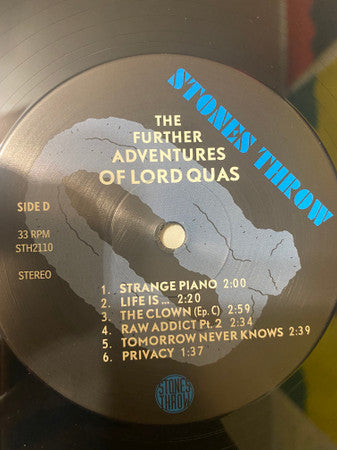 STONES THROW
THE
FURTHER
ADVENTURES
OF LORD QUAS
SIDE D
33 RPM
STH2110
STEREO
1. STRANGE PIANO 2:00
2. LIFE IS ... 2:20
3. THE CLOWN (Ep. C) 2:59
4. RAW ADDICT Pt. 2 2:34
5. TOMORROW NEVER KNOWS 2:39
6. PRIVACY 1:37
STONES
THROW